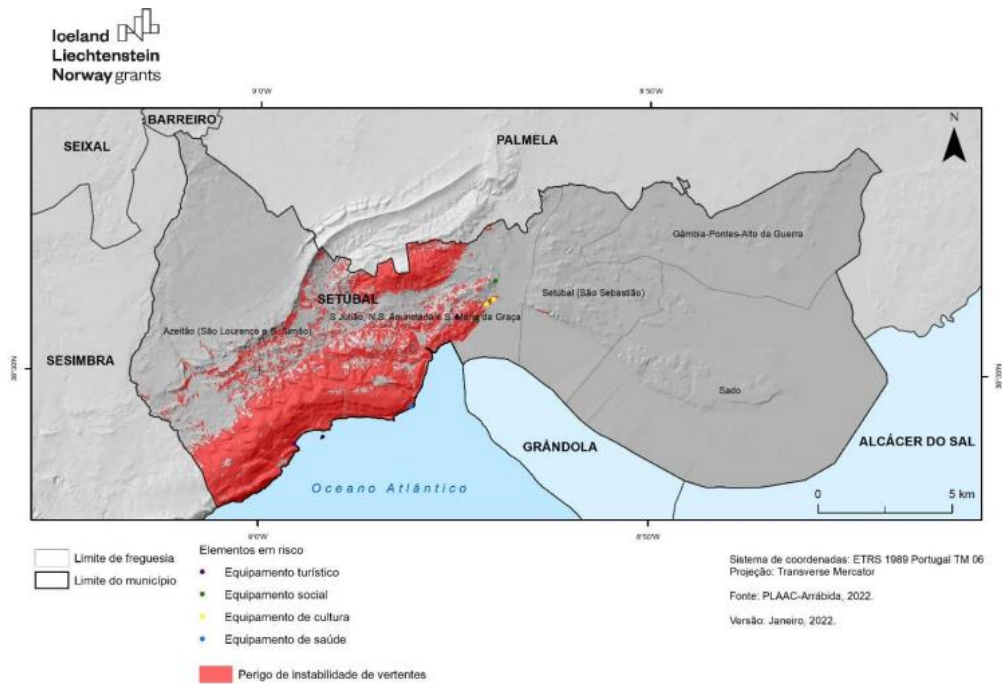 Iceland
Liechtenstein
Norway grants
9°0'W
8°50'W
BARREIRO
SEIXAL
PALMELA
N
Gâmbia-Pontes-Alto da Guerra
SETÚBAL
Setúbal (São Sebastião)
S Julião, N.S. Anunciada e S. Maria da Graça
Azeitão (São Lourenço e S. Simão)
SESIMBRA
38°30'N
38°30'N
Sado
GRÂNDOLA
ALCÁCER DO SAL
Oceano Atlântico
0 5 km
9°0'W
8°50'W
Limite de freguesia
Limite do município
Elementos em risco
Equipamento turístico
Equipamento social
Equipamento de cultura
Equipamento de saúde
Perigo de instabilidade de vertentes
Sistema de coordenadas: ETRS 1989 Portugal TM 06
Projeção: Transverse Mercator
Fonte: PLAAC-Arrábida, 2022.
Versão: Janeiro, 2022.